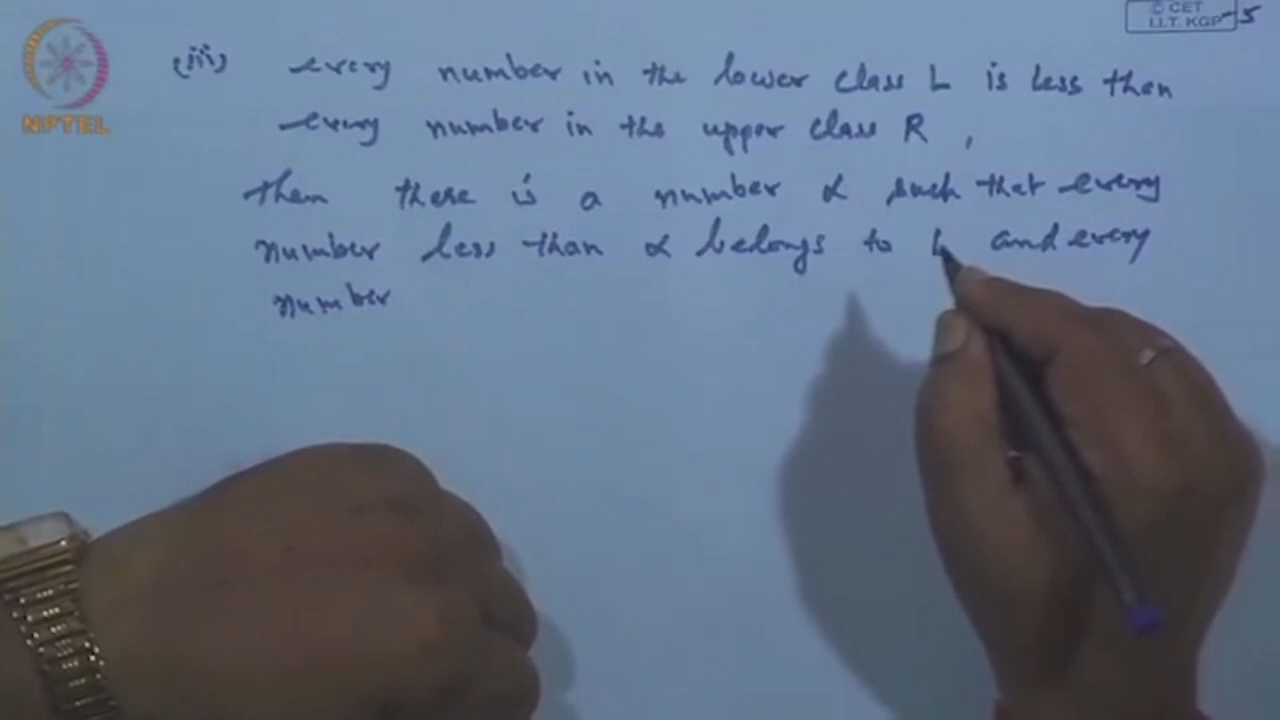 © CET
I.I.T. KGP -5
NPTEL
(iii) every number in the lower class L is less then
every number in the upper class R ,
then there is a number α such that every
number less than α belongs to L and every
number